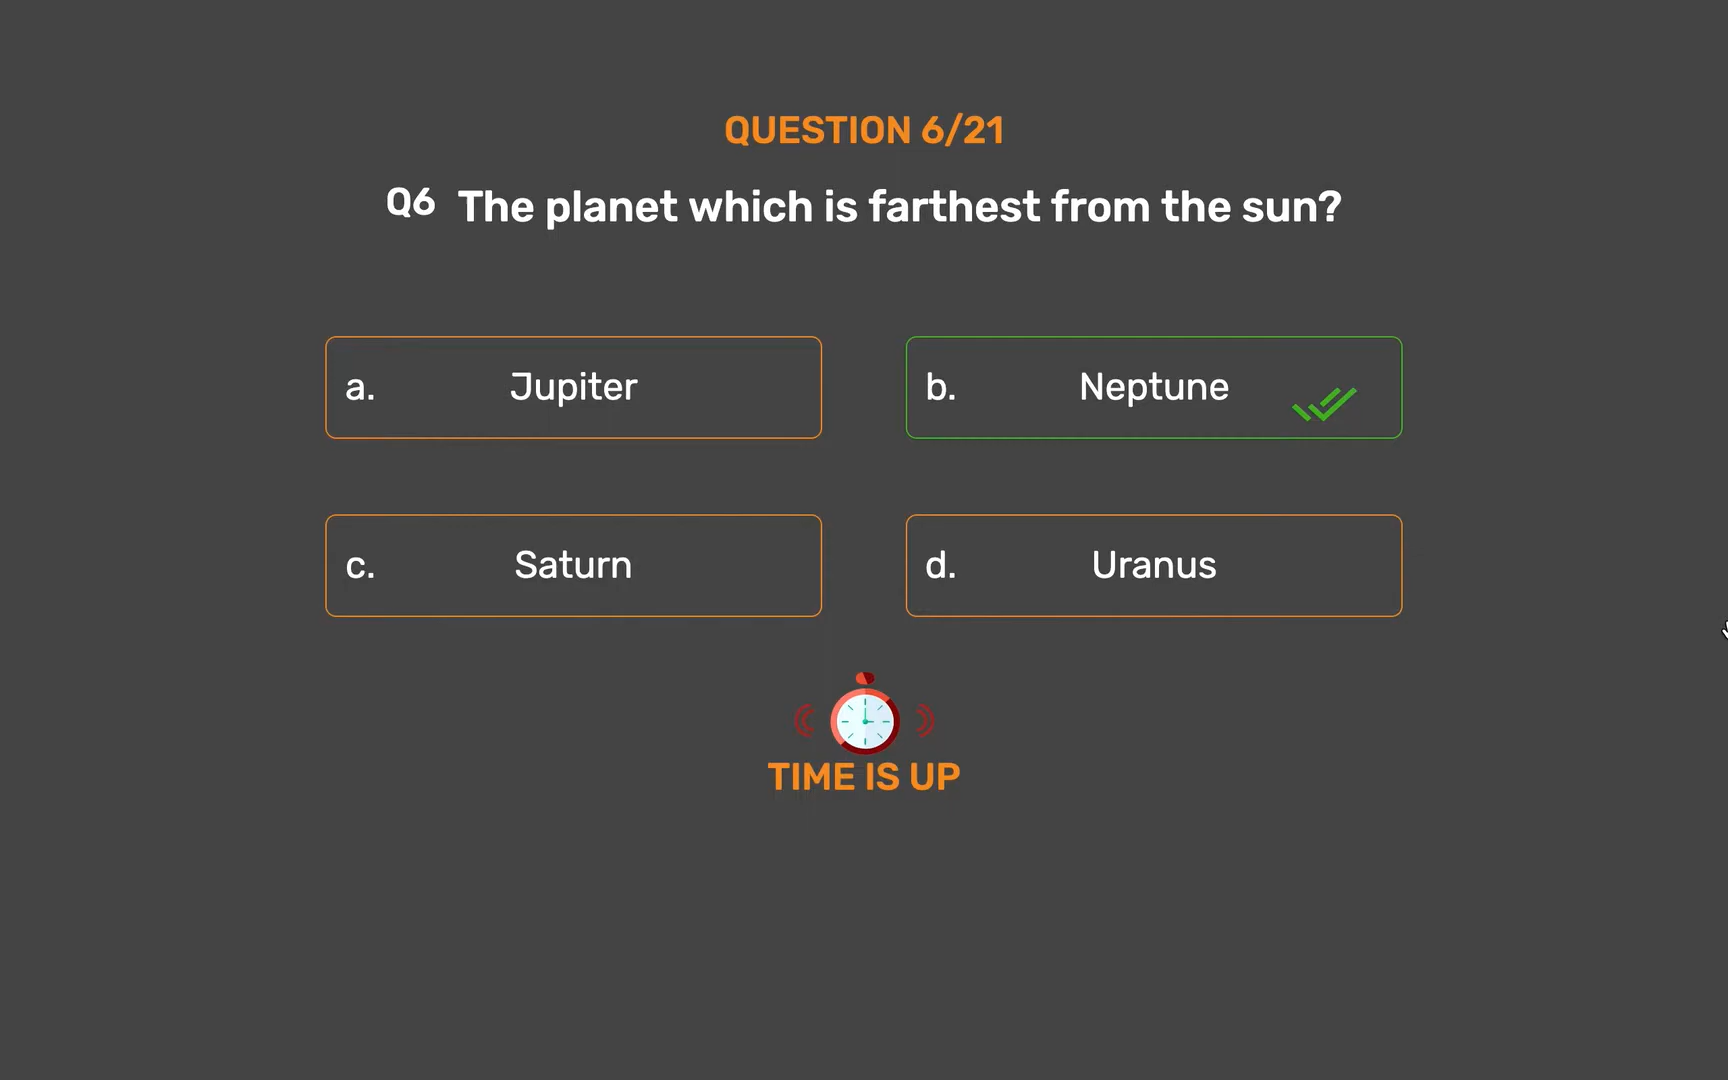 QUESTION 6/21
Q6 The planet which is farthest from the sun?
a. Jupiter
b. Neptune
c. Saturn
d. Uranus
TIME IS UP